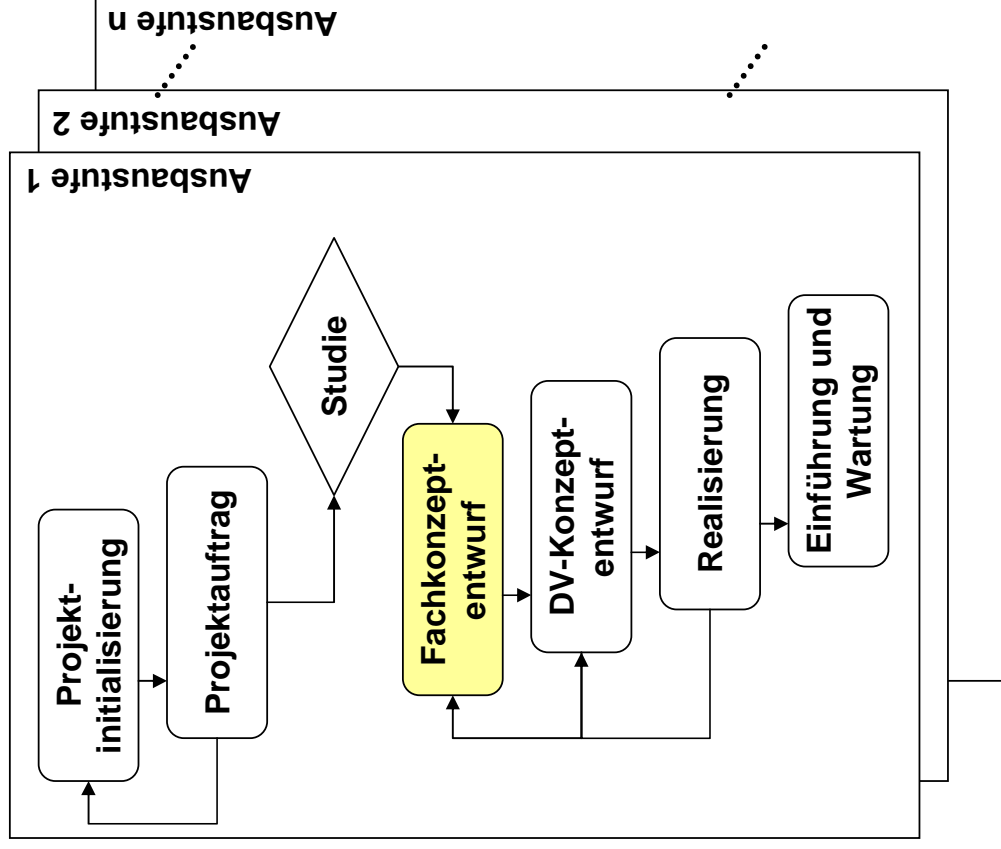 Ausbaustufe n
Ausbaustufe 2
Ausbaustufe 1
Projekt-
initialisierung
Projektauftrag
Studie
Fachkonzept-
entwurf
DV-Konzept-
entwurf
Realisierung
Einführung und
Wartung